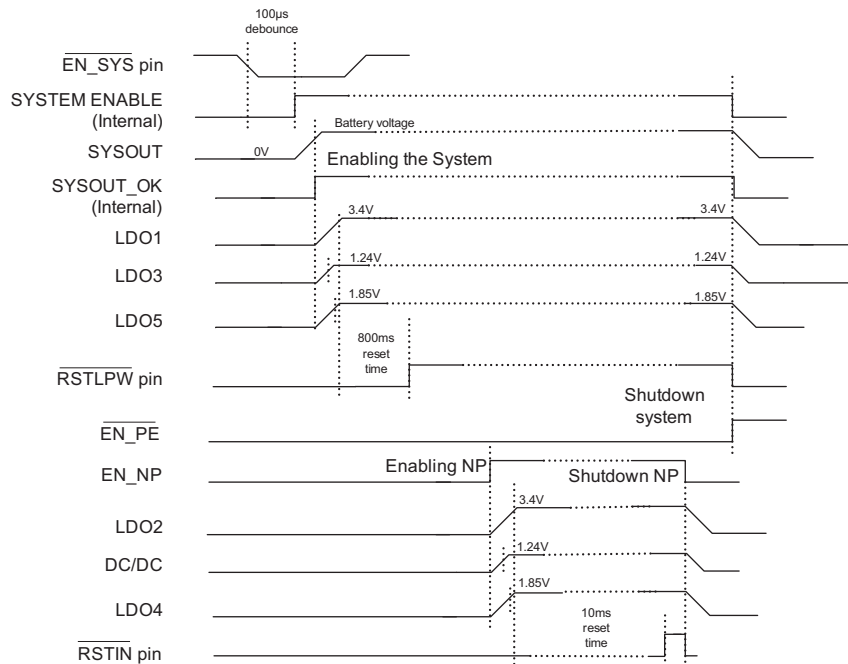 100µs
debounce
EN_SYS pin
SYSTEM ENABLE
(Internal)
Battery voltage
SYSOUT
0V
Enabling the System
SYSOUT_OK
(Internal)
3.4V
3.4V
LDO1
1.24V
1.24V
LDO3
1.85V
1.85V
LDO5
800ms
reset
time
RSTLPW pin
Shutdown
system
EN_PE
Enabling NP
Shutdown NP
EN_NP
3.4V
LDO2
1.24V
DC/DC
1.85V
LDO4
10ms
reset
time
RSTIN pin